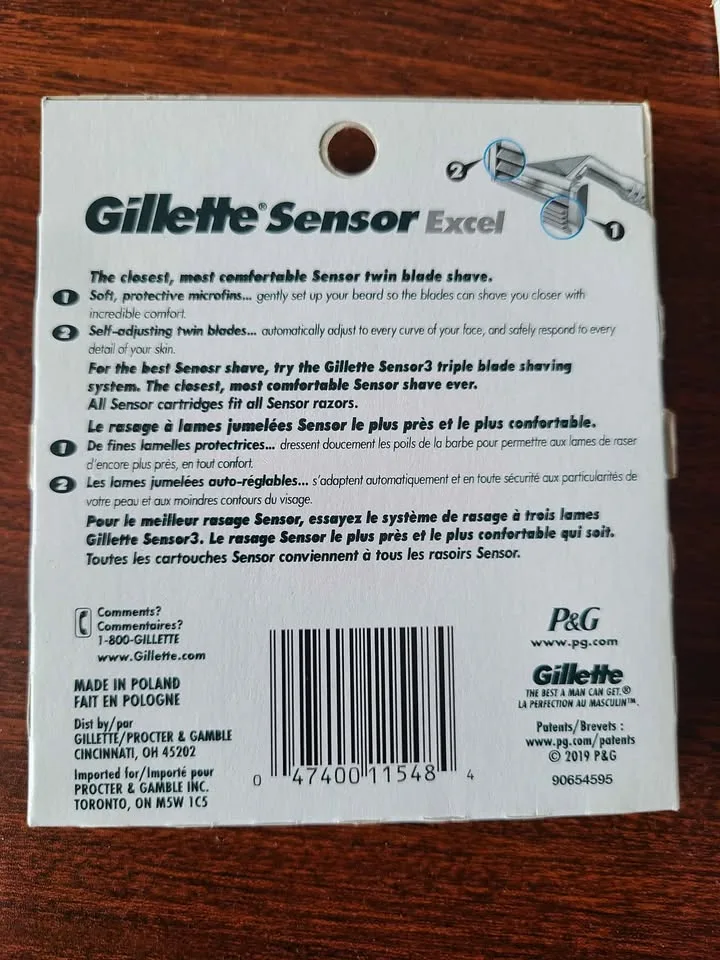 2
1
Gillette® Sensor Excel
The closest, most comfortable Sensor twin blade shave.
1 Soft, protective microfins... gently set up your beard so the blades can shave you closer with
incredible comfort.
2 Self-adjusting twin blades... automatically adjust to every curve of your face, and safely respond to every
detail of your skin.
For the best Senosr shave, try the Gillette Sensor3 triple blade shaving
system. The closest, most comfortable Sensor shave ever.
All Sensor cartridges fit all Sensor razors.
Le rasage à lames jumelées Sensor le plus près et le plus confortable.
1 De fines lamelles protectrices... dressent doucement les poils de la barbe pour permettre aux lames de raser
d'encore plus près, en tout confort.
2 Les lames jumelées auto-réglables... s'adaptent automatiquement et en toute sécurité aux particularités de
votre peau et aux moindres contours du visage.
Pour le meilleur rasage Sensor, essayez le système de rasage à trois lames
Gillette Sensor3. Le rasage Sensor le plus près et le plus confortable qui soit.
Toutes les cartouches Sensor conviennent à tous les rasoirs Sensor.
Comments?
Commentaires?
1-800-GILLETTE
www.Gillette.com
MADE IN POLAND
FAIT EN POLOGNE
Dist by/par
GILLETTE/PROCTER & GAMBLE
CINCINNATI, OH 45202
Imported for/Importé pour
PROCTER & GAMBLE INC.
TORONTO, ON M5W 1C5
0 47400 11548 4
P&G
www.pg.com
Gillette
THE BEST A MAN CAN GET.®
LA PERFECTION AU MASCULIN™.
Patents/Brevets :
www.pg.com/patents
© 2019 P&G
90654595